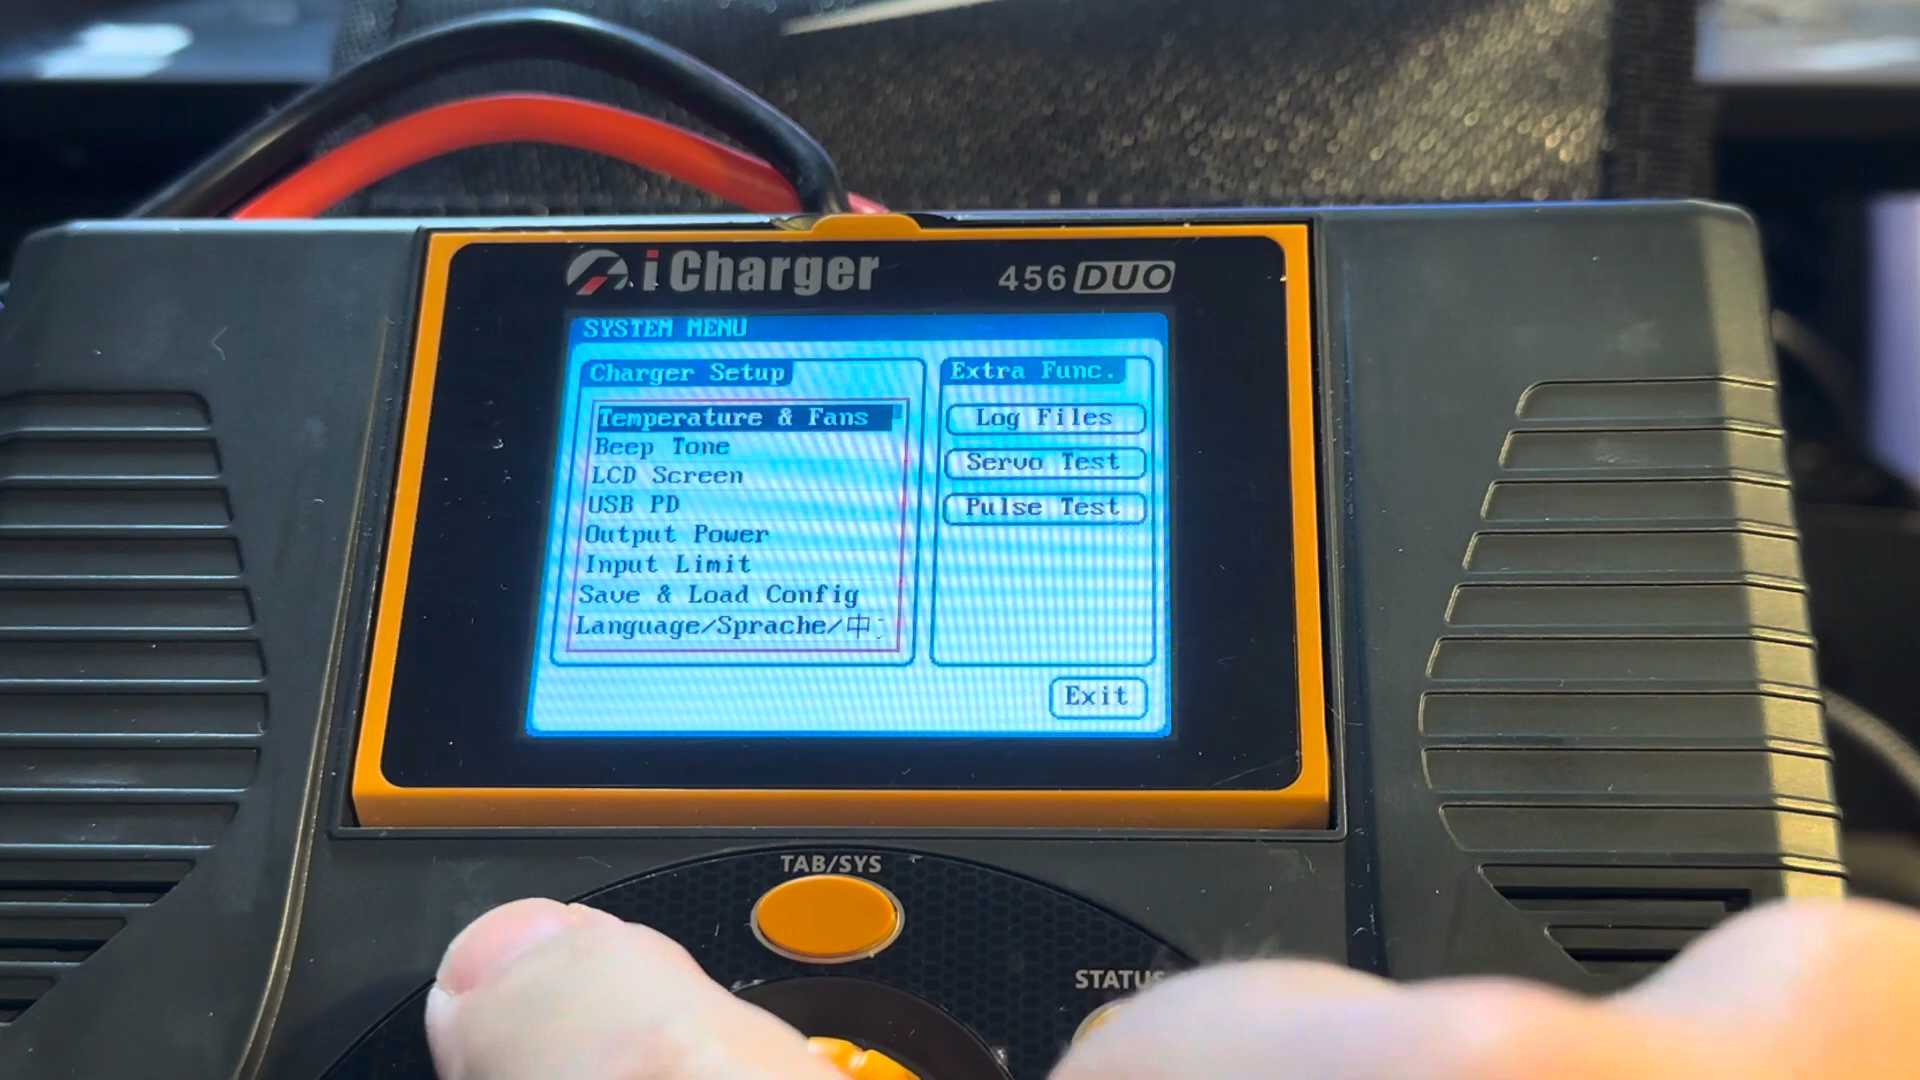 iCharger
456 DUO
SYSTEM MENU
Charger Setup
Temperature & Fans
Beep Tone
LCD Screen
USB PD
Output Power
Input Limit
Save & Load Config
Language/Sprache/中
Extra Func.
Log Files
Servo Test
Pulse Test
Exit
TAB/SYS
STATUS